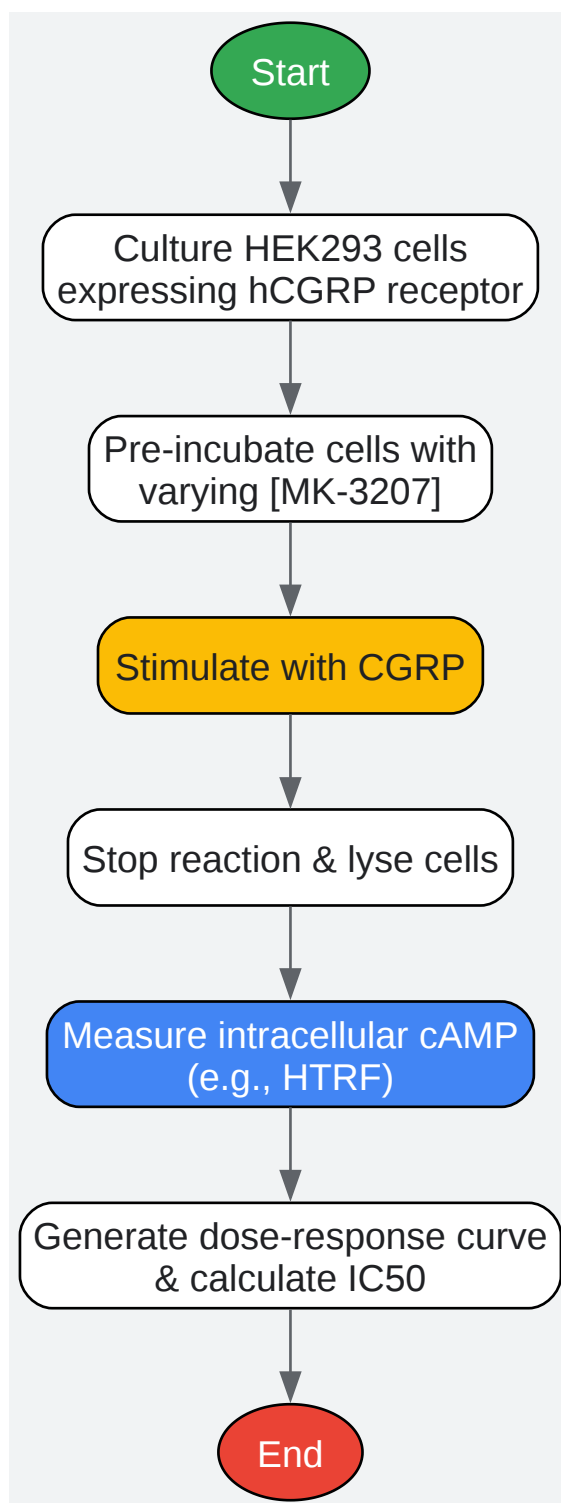 Start
Culture HEK293 cells
expressing hCGRP receptor
Pre-incubate cells with
varying [MK-3207]
Stimulate with CGRP
Stop reaction & lyse cells
Measure intracellular cAMP
(e.g., HTRF)
Generate dose-response curve
& calculate IC50
End